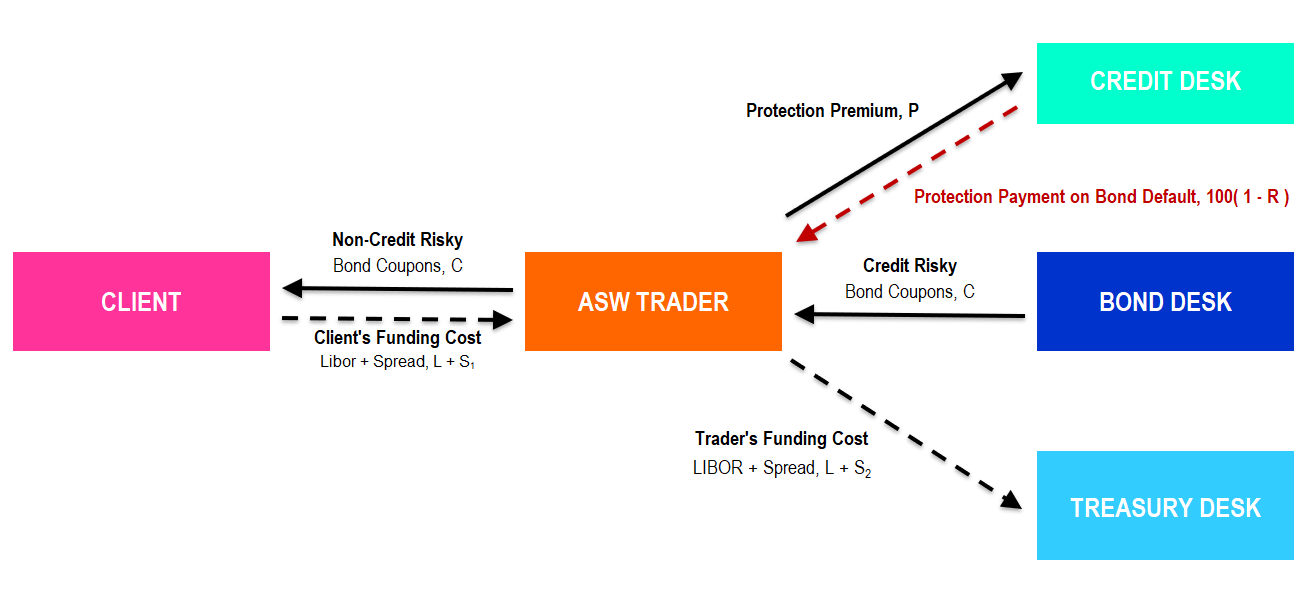 CREDIT DESK
Protection Premium, P
Protection Payment on Bond Default, 100( 1 - R )
Non-Credit Risky
Bond Coupons, C
Credit Risky
Bond Coupons, C
CLIENT
ASW TRADER
BOND DESK
Client's Funding Cost
Libor + Spread, L + S₁
Trader's Funding Cost
LIBOR + Spread, L + S₂
TREASURY DESK